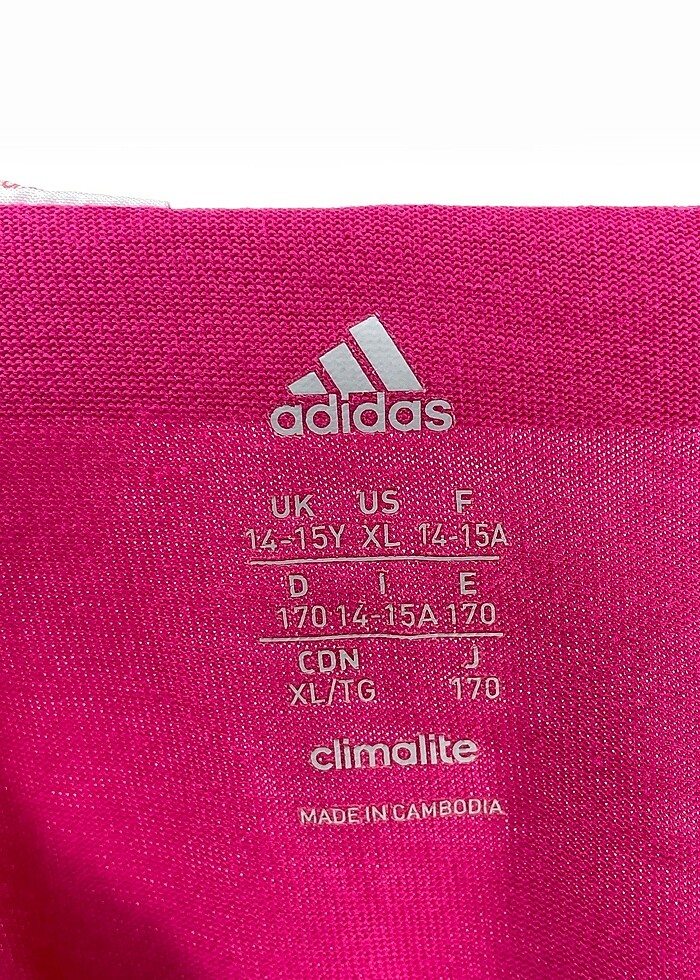 adidas
UK US F
14-15Y XL 14-15A
D I E
170 14-15A 170
CDN J
XL/TG 170
climalite
MADE IN CAMBODIA